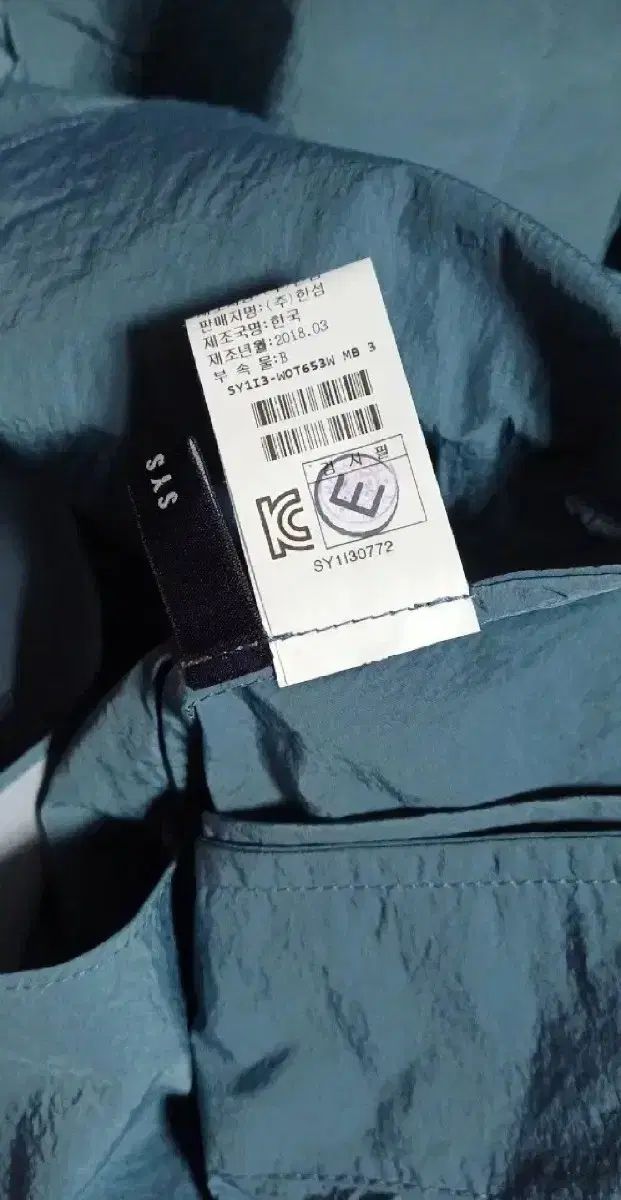 판매자명:(주)한섬
제조국명:한국
제조년월:2018.03
부 속 물:B
SY1I3-WOT653W MB 3
검 사 필
E
SY1I30772
SYS